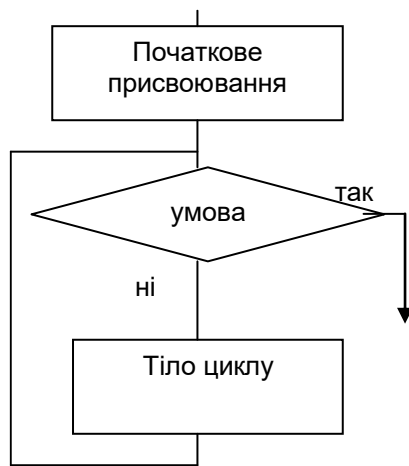 Початкове
присвоювання
так
умова
ні
Тіло циклу